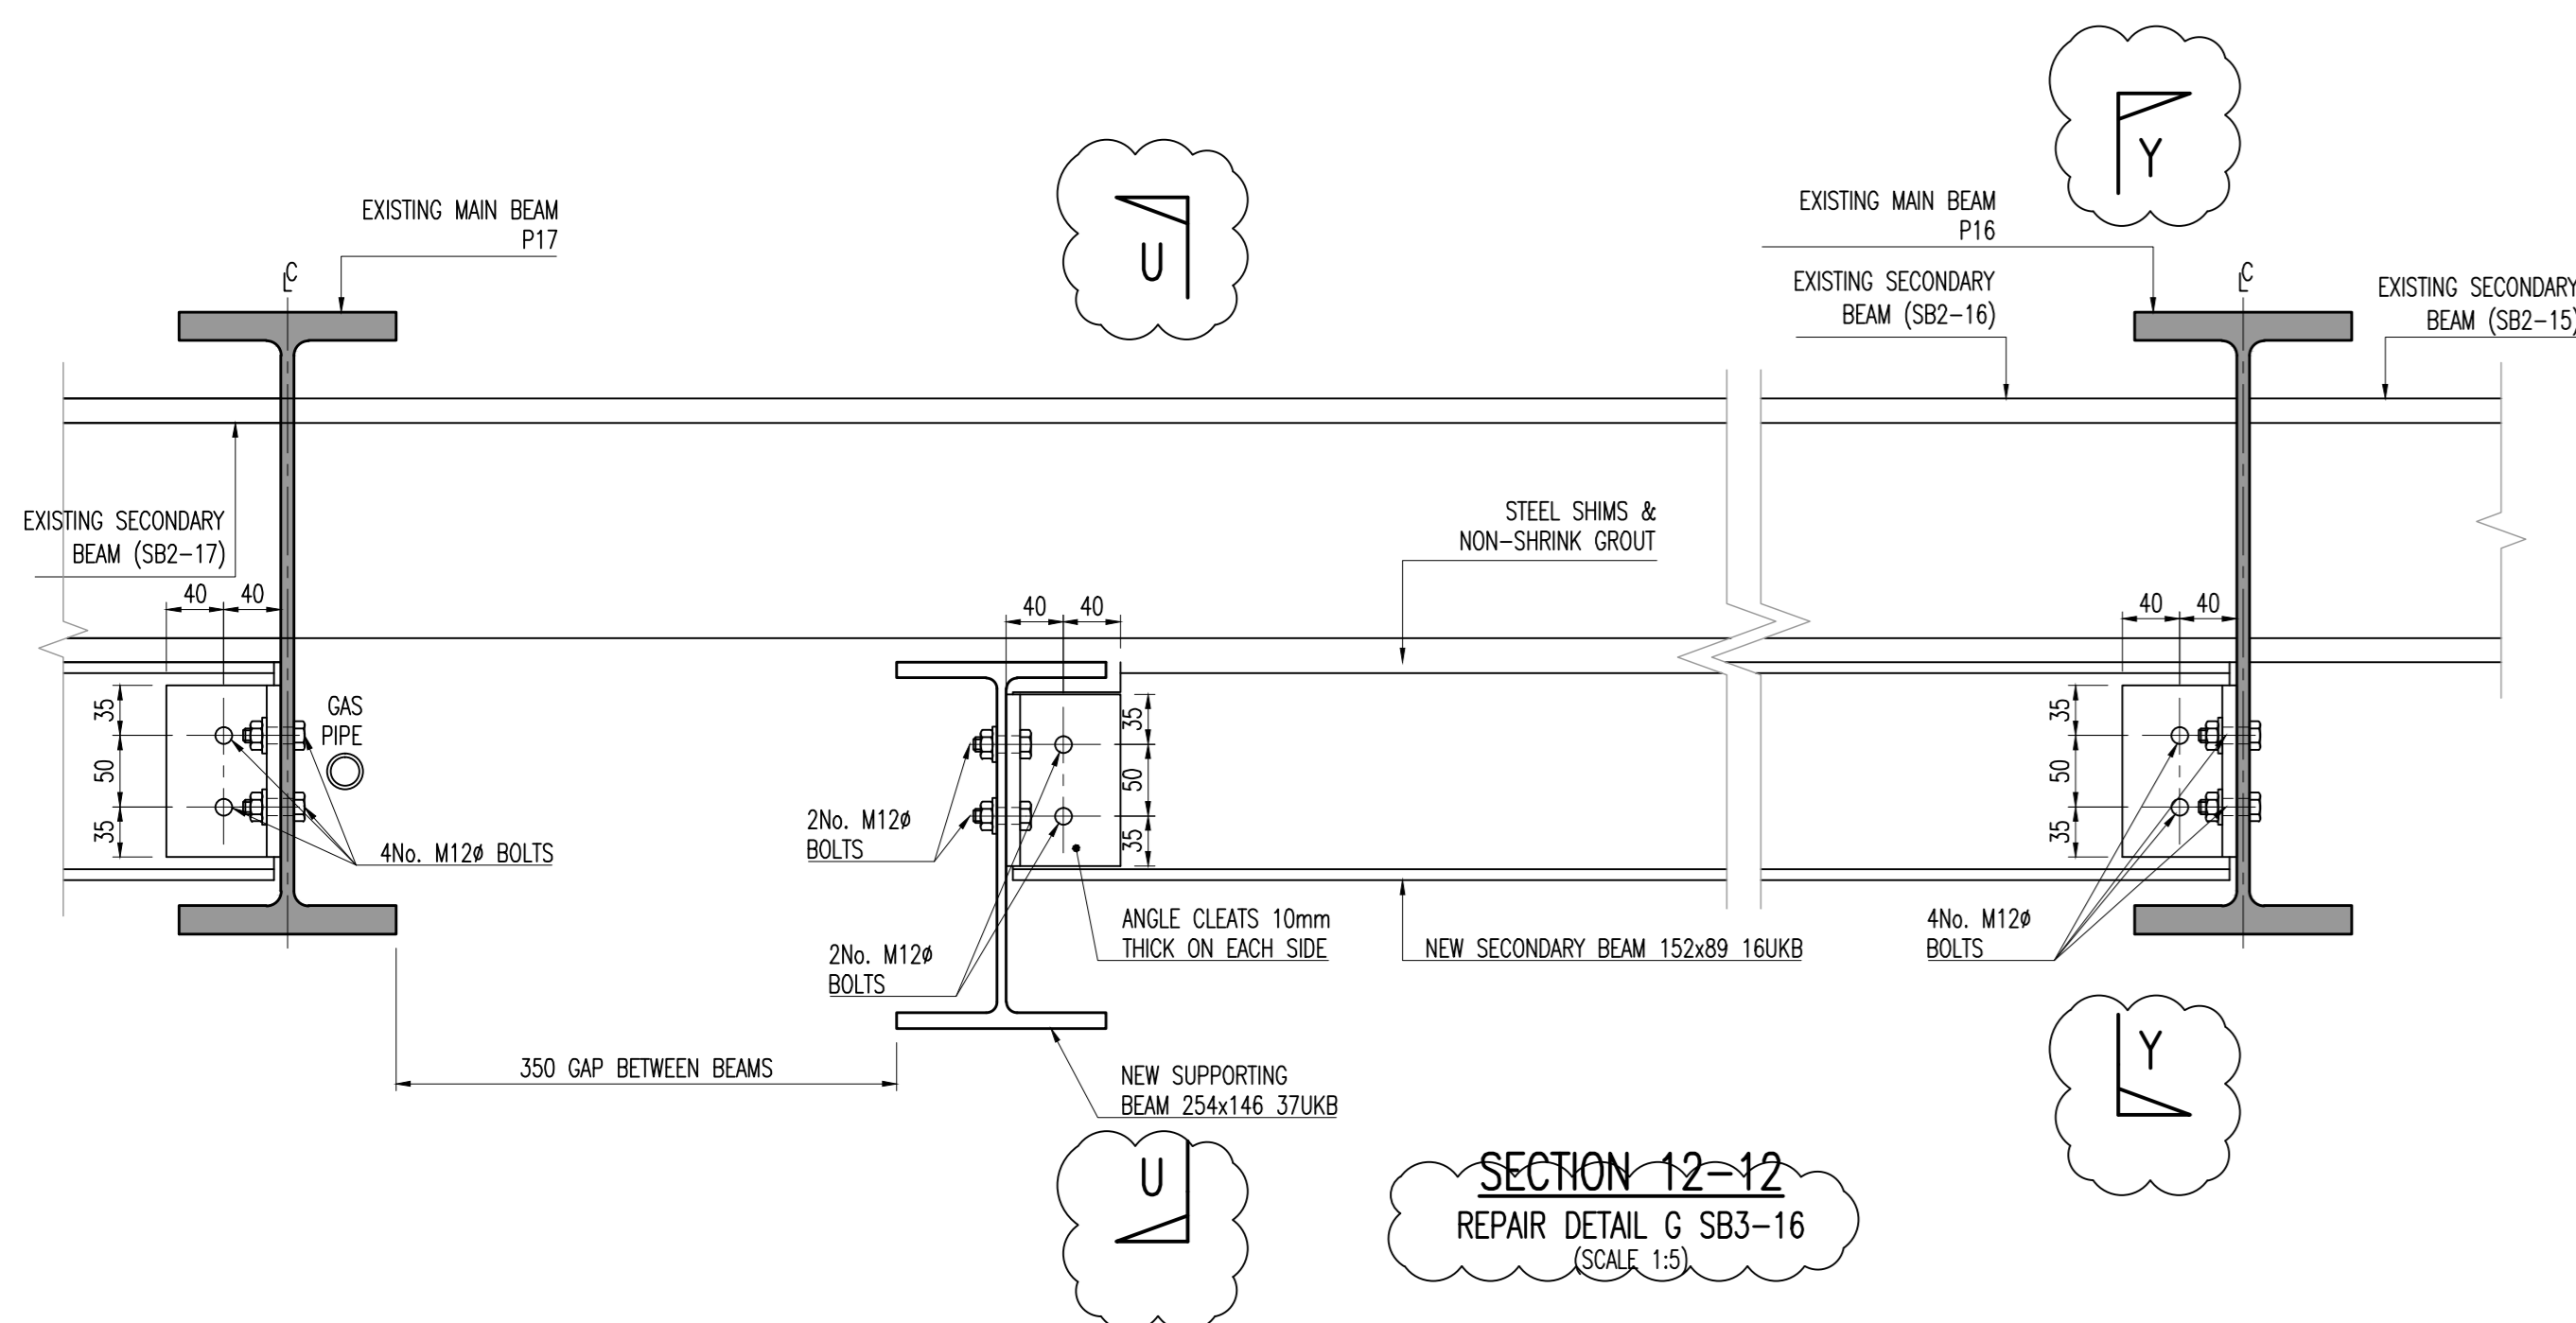 Y
EXISTING MAIN BEAM
P17
U
EXISTING MAIN BEAM
P16
EXISTING SECONDARY
BEAM (SB2-16)
EXISTING SECONDARY
BEAM (SB2-15)
CL
CL
EXISTING SECONDARY
BEAM (SB2-17)
STEEL SHIMS &
NON-SHRINK GROUT
40 40
40 40
40 40
35
50
35
GAS
PIPE
4No. M12ø BOLTS
2No. M12ø
BOLTS
2No. M12ø
BOLTS
35
50
35
ANGLE CLEATS 10mm
THICK ON EACH SIDE
NEW SECONDARY BEAM 152x89 16UKB
35
50
35
4No. M12ø
BOLTS
350 GAP BETWEEN BEAMS
NEW SUPPORTING
BEAM 254x146 37UKB
U
Y
SECTION 12-12
REPAIR DETAIL G SB3-16
(SCALE 1:5)